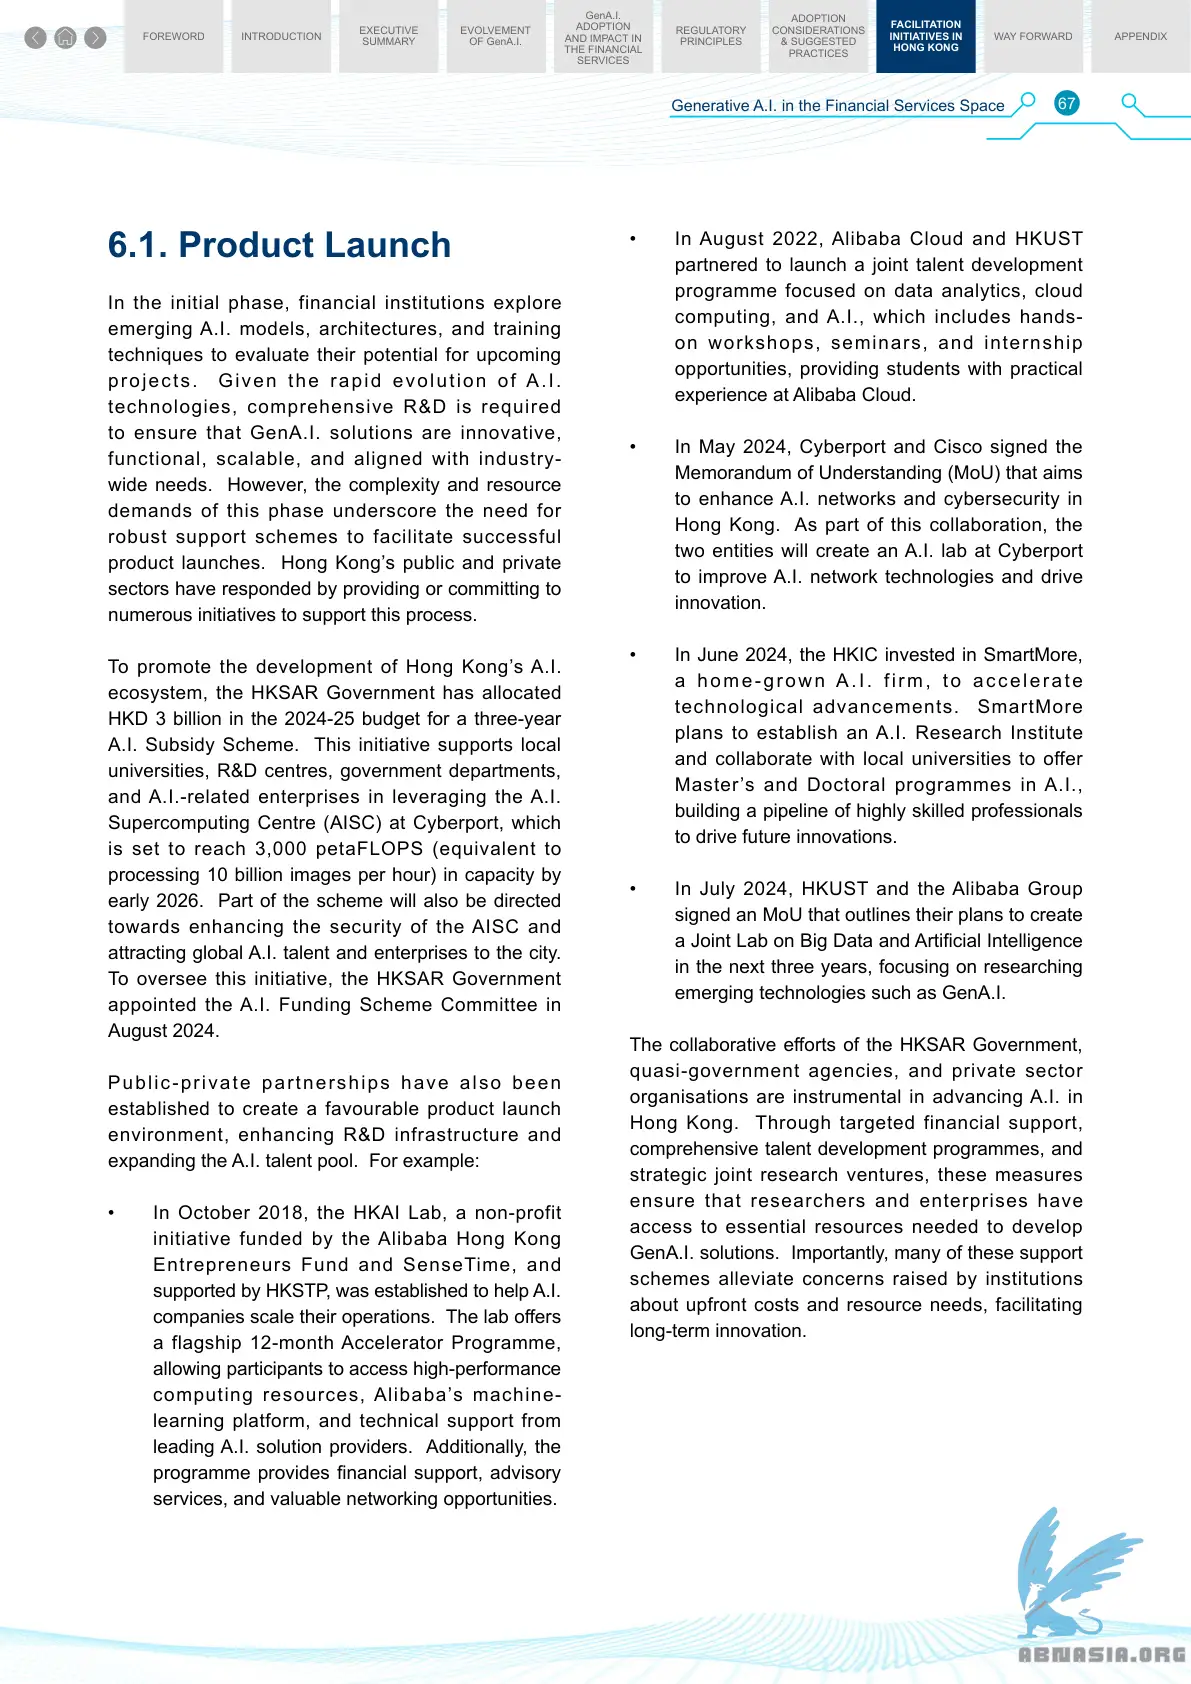 FOREWORD
INTRODUCTION
EXECUTIVE
SUMMARY
EVOLVEMENT
OF GenA.I.
GenA.I.
ADOPTION
AND IMPACT IN
THE FINANCIAL
SERVICES
REGULATORY
PRINCIPLES
ADOPTION
CONSIDERATIONS
& SUGGESTED
PRACTICES
FACILITATION
INITIATIVES IN
HONG KONG
WAY FORWARD
APPENDIX
Generative A.I. in the Financial Services Space
67
6.1. Product Launch
In the initial phase, financial institutions explore
emerging A.I. models, architectures, and training
techniques to evaluate their potential for upcoming
projects. Given the rapid evolution of A.I.
technologies, comprehensive R&D is required
to ensure that GenA.I. solutions are innovative,
functional, scalable, and aligned with industry-
wide needs. However, the complexity and resource
demands of this phase underscore the need for
robust support schemes to facilitate successful
product launches. Hong Kong's public and private
sectors have responded by providing or committing to
numerous initiatives to support this process.
To promote the development of Hong Kong's A.I.
ecosystem, the HKSAR Government has allocated
HKD 3 billion in the 2024-25 budget for a three-year
A.I. Subsidy Scheme. This initiative supports local
universities, R&D centres, government departments,
and A.I.-related enterprises in leveraging the A.I.
Supercomputing Centre (AISC) at Cyberport, which
is set to reach 3,000 petaFLOPS (equivalent to
processing 10 billion images per hour) in capacity by
early 2026. Part of the scheme will also be directed
towards enhancing the security of the AISC and
attracting global A.I. talent and enterprises to the city.
To oversee this initiative, the HKSAR Government
appointed the A.I. Funding Scheme Committee in
August 2024.
Public-private partnerships have also been
established to create a favourable product launch
environment, enhancing R&D infrastructure and
expanding the A.I. talent pool. For example:
• In October 2018, the HKAI Lab, a non-profit
initiative funded by the Alibaba Hong Kong
Entrepreneurs Fund and SenseTime, and
supported by HKSTP, was established to help A.I.
companies scale their operations. The lab offers
a flagship 12-month Accelerator Programme,
allowing participants to access high-performance
computing resources, Alibaba's machine-
learning platform, and technical support from
leading A.I. solution providers. Additionally, the
programme provides financial support, advisory
services, and valuable networking opportunities.
• In August 2022, Alibaba Cloud and HKUST
partnered to launch a joint talent development
programme focused on data analytics, cloud
computing, and A.I., which includes hands-
on workshops, seminars, and internship
opportunities, providing students with practical
experience at Alibaba Cloud.
• In May 2024, Cyberport and Cisco signed the
Memorandum of Understanding (MoU) that aims
to enhance A.I. networks and cybersecurity in
Hong Kong. As part of this collaboration, the
two entities will create an A.I. lab at Cyberport
to improve A.I. network technologies and drive
innovation.
• In June 2024, the HKIC invested in SmartMore,
a home-grown A.I. firm, to accelerate
technological advancements. SmartMore
plans to establish an A.I. Research Institute
and collaborate with local universities to offer
Master's and Doctoral programmes in A.I.,
building a pipeline of highly skilled professionals
to drive future innovations.
• In July 2024, HKUST and the Alibaba Group
signed an MoU that outlines their plans to create
a Joint Lab on Big Data and Artificial Intelligence
in the next three years, focusing on researching
emerging technologies such as GenA.I.
The collaborative efforts of the HKSAR Government,
quasi-government agencies, and private sector
organisations are instrumental in advancing A.I. in
Hong Kong. Through targeted financial support,
comprehensive talent development programmes, and
strategic joint research ventures, these measures
ensure that researchers and enterprises have
access to essential resources needed to develop
GenA.I. solutions. Importantly, many of these support
schemes alleviate concerns raised by institutions
about upfront costs and resource needs, facilitating
long-term innovation.
ABNASIA.ORG